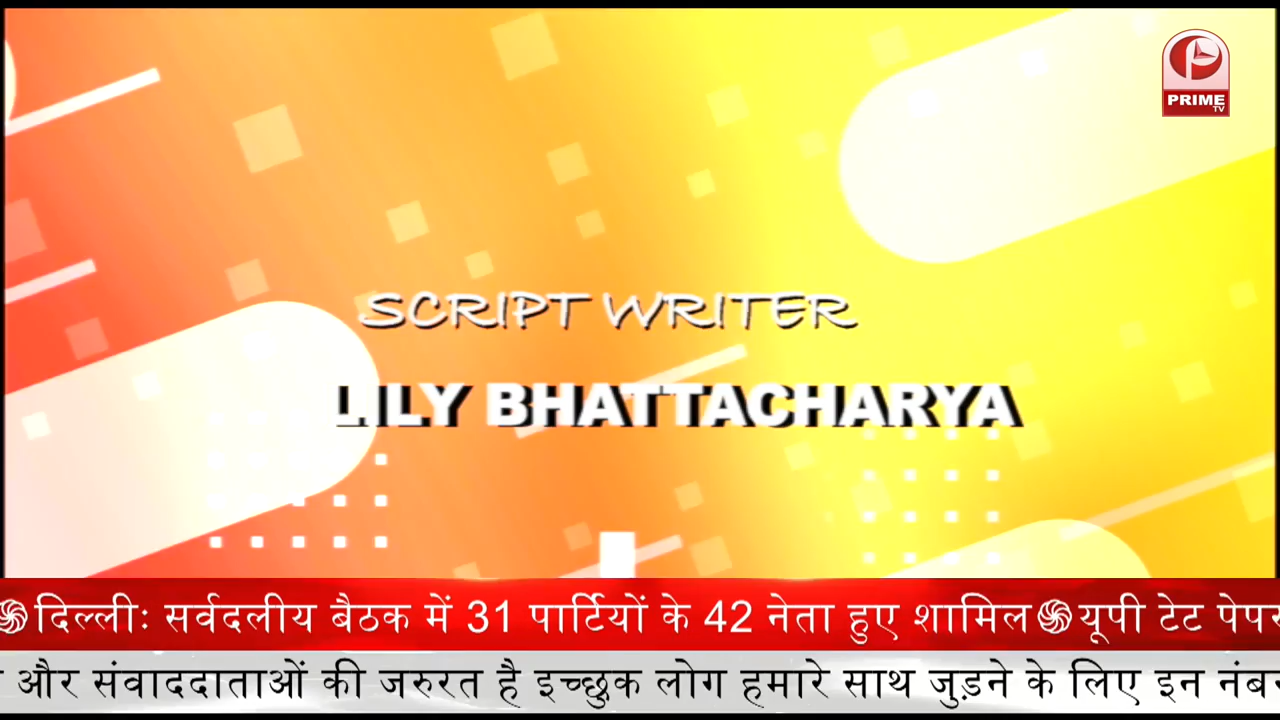 PRIME
TV
SCRIPT WRITER
LILY BHATTACHARYA
दिल्ली: सर्वदलीय बैठक में 31 पार्टियों के 42 नेता हुए शामिल यूपी टेट पेपर
और संवाददाताओं की जरुरत है इच्छुक लोग हमारे साथ जुड़ने के लिए इन नंबर